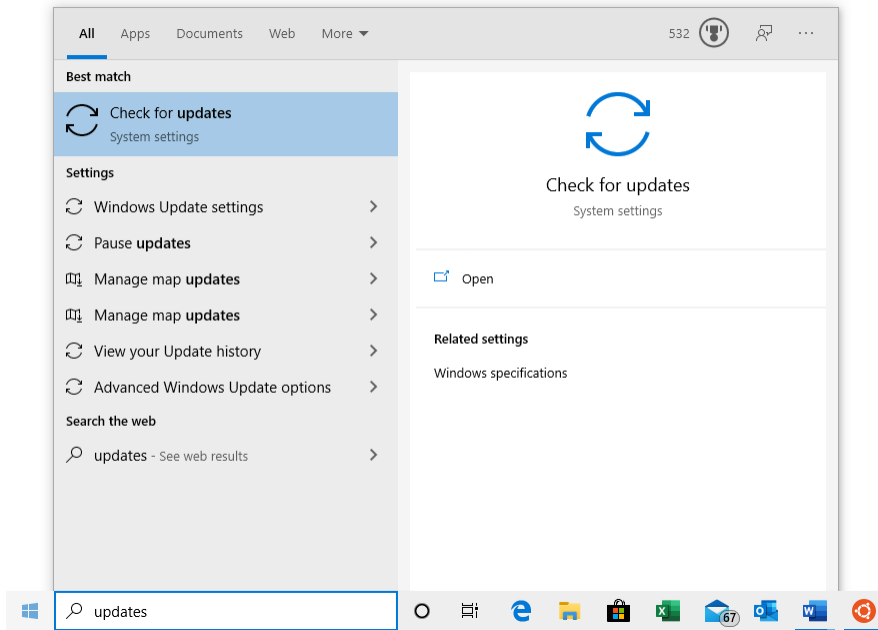 All Apps Documents Web More 532 ...
Best match
Check for updates
System settings
Settings
Windows Update settings
Pause updates
Manage map updates
Manage map updates
View your Update history
Advanced Windows Update options
Search the web
updates - See web results
Check for updates
System settings
Open
Related settings
Windows specifications
updates
67